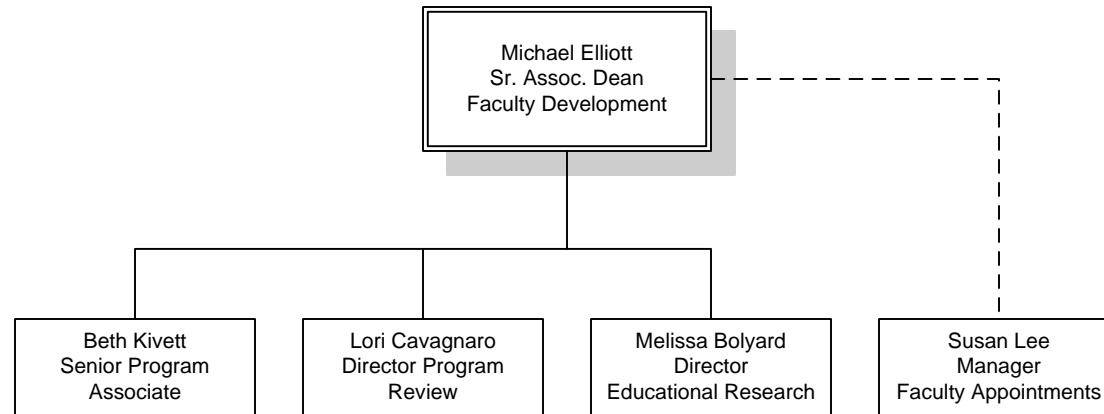 Michael Elliott
Sr. Assoc. Dean
Faculty Development
Beth Kivett
Senior Program
Associate
Lori Cavagnaro
Director Program
Review
Melissa Bolyard
Director
Educational Research
Susan Lee
Manager
Faculty Appointments